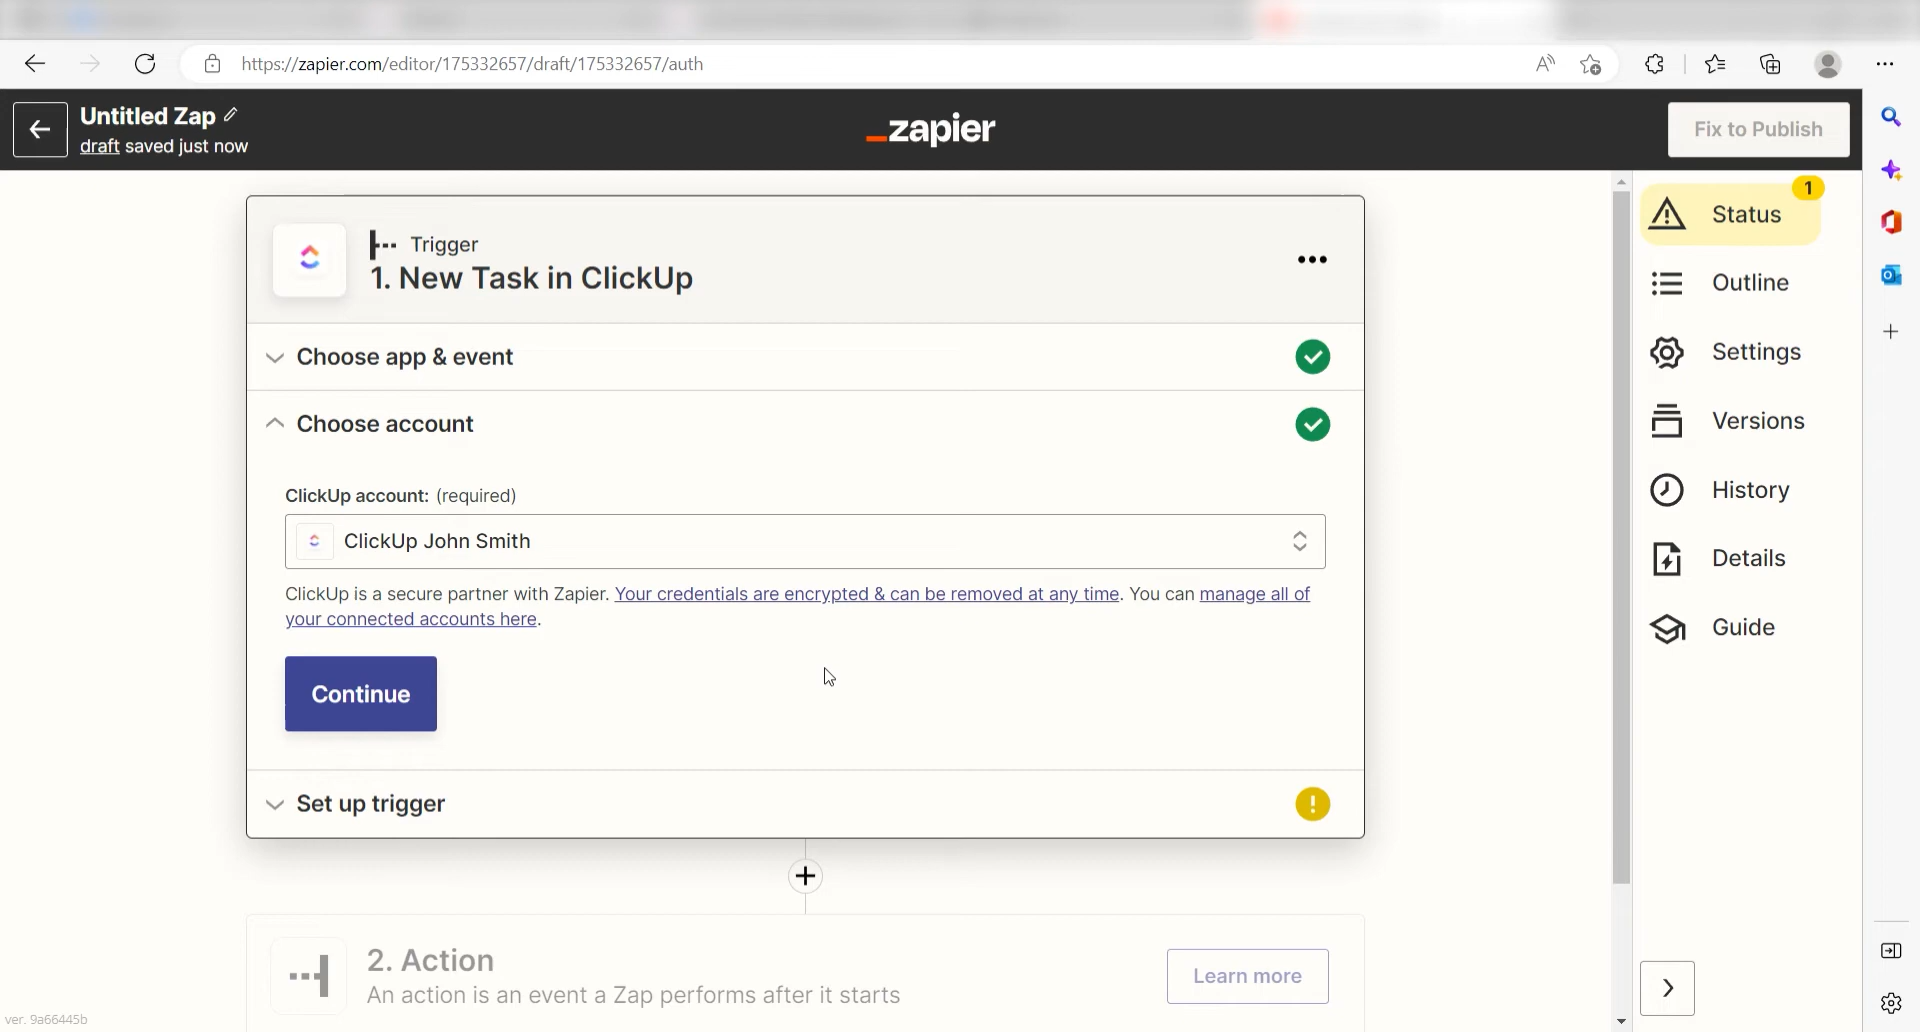 https://zapier.com/editor/175332657/draft/175332657/auth
Untitled Zap
draft saved just now
_zapier
Fix to Publish
1
Status
Outline
Settings
Versions
History
Details
Guide
Trigger
1. New Task in ClickUp
Choose app & event
Choose account
ClickUp account: (required)
ClickUp John Smith
ClickUp is a secure partner with Zapier. Your credentials are encrypted & can be removed at any time. You can manage all of
your connected accounts here.
Continue
Set up trigger
2. Action
An action is an event a Zap performs after it starts
Learn more
ver. 9a66445b